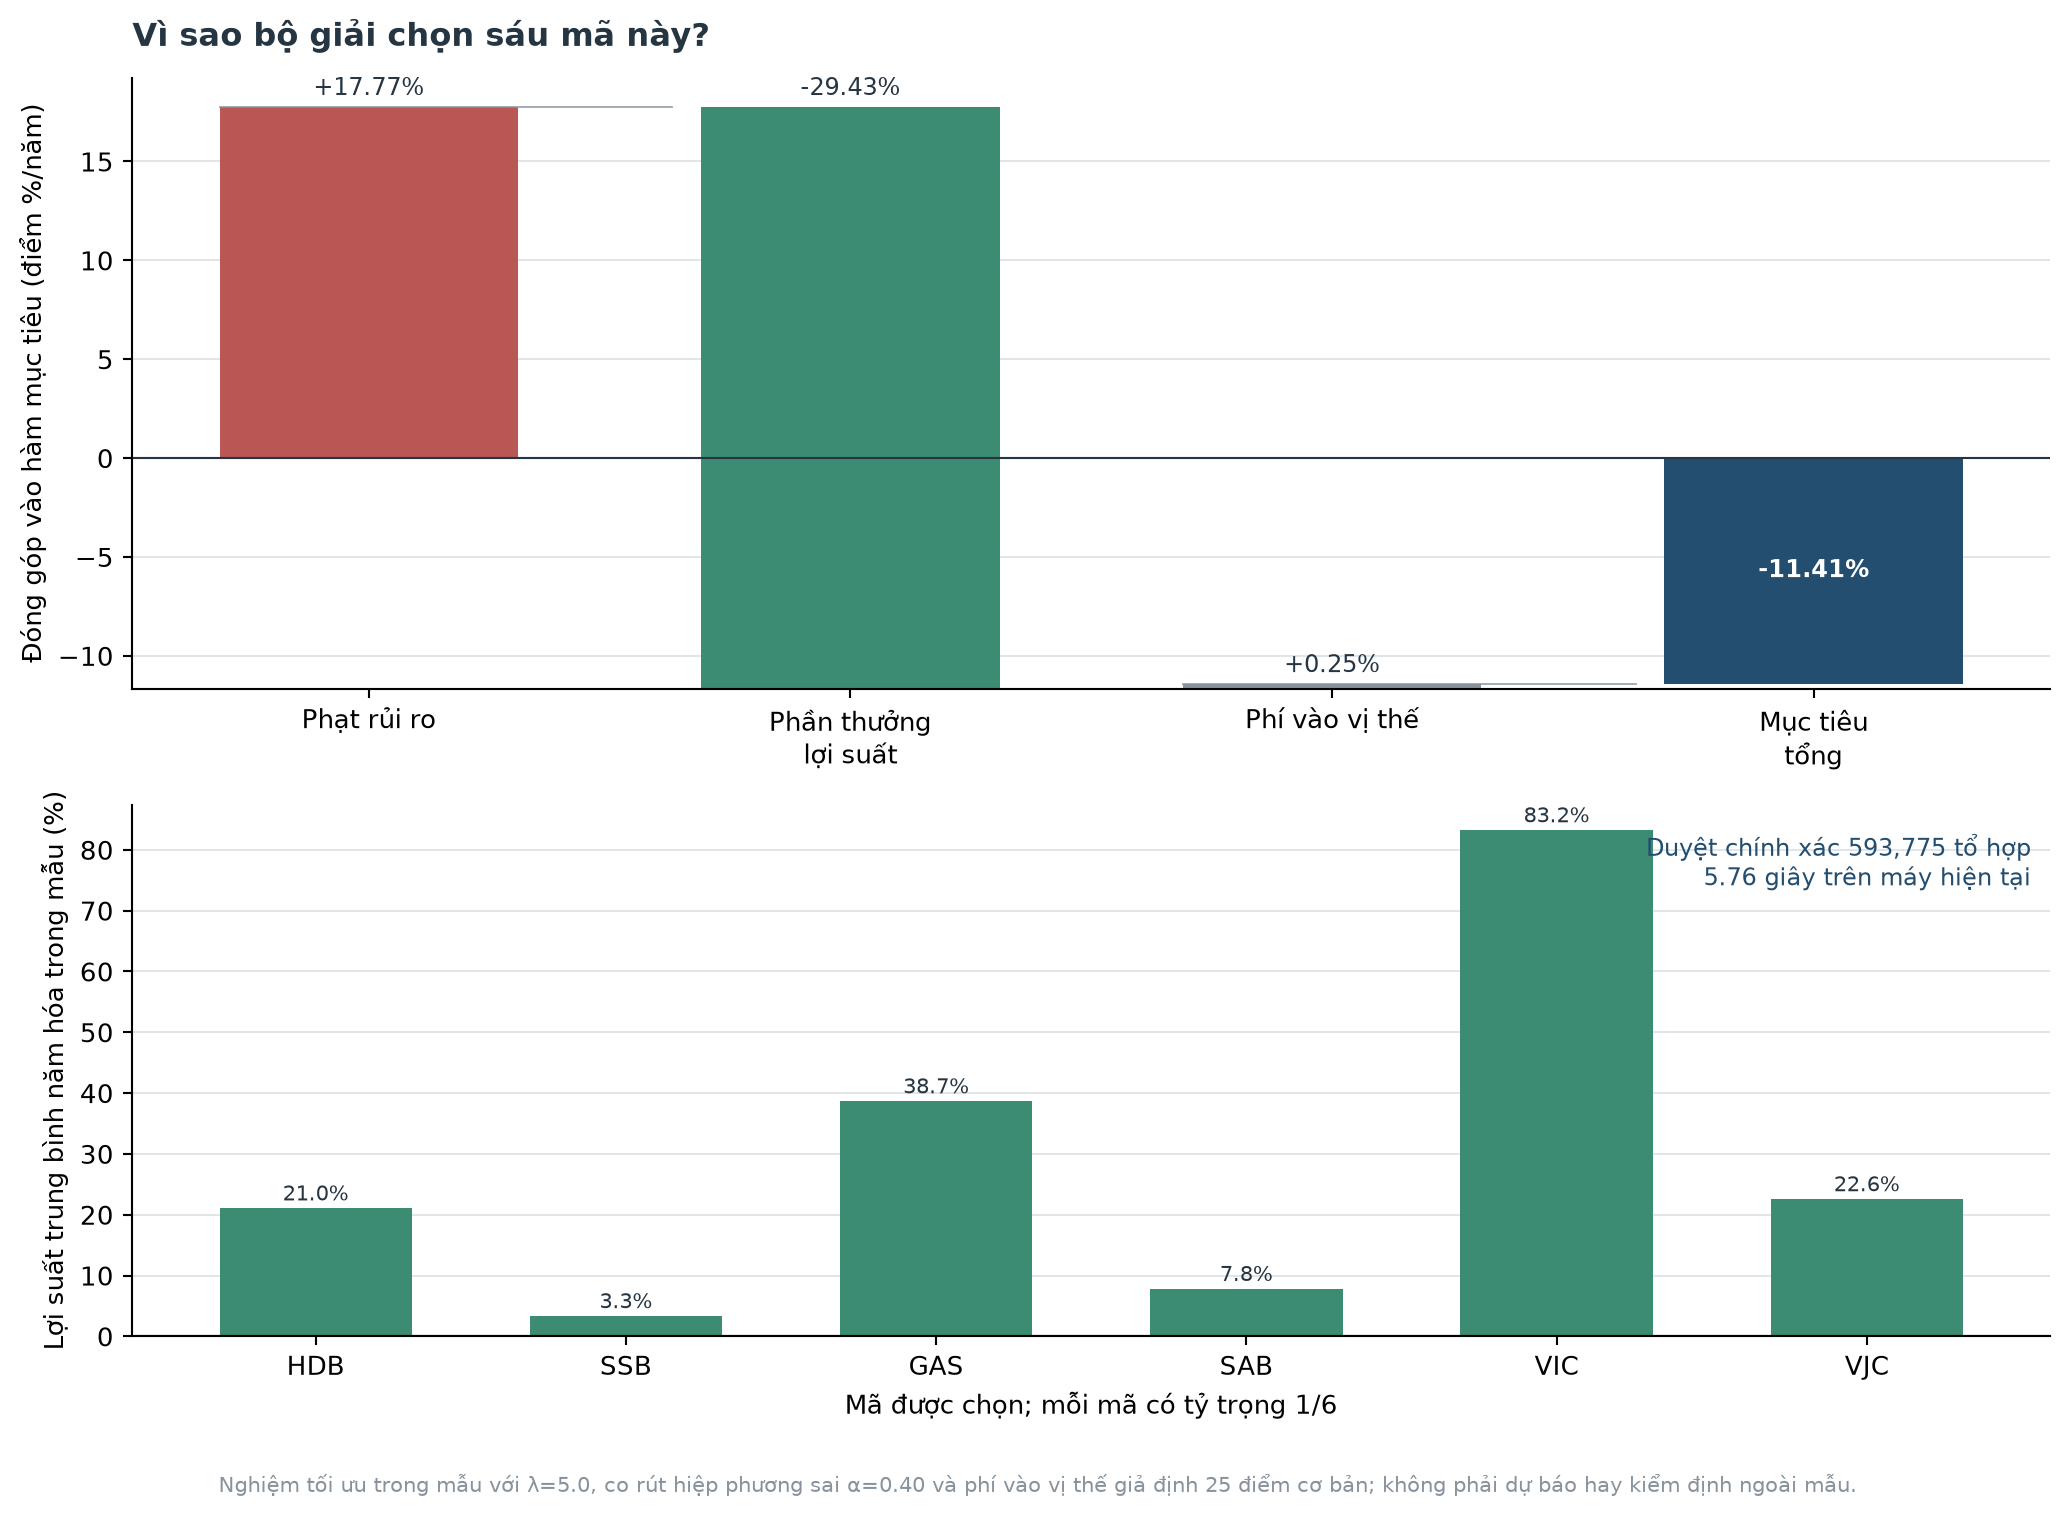 Vì sao bộ giải chọn sáu mã này?
Đóng góp vào hàm mục tiêu (điểm %/năm)
15
10
5
0
−5
−10
+17.77%
-29.43%
+0.25%
-11.41%
Phạt rủi ro
Phần thưởng
lợi suất
Phí vào vị thế
Mục tiêu
tổng
Lợi suất trung bình năm hóa trong mẫu (%)
80
70
60
50
40
30
20
10
0
21.0%
3.3%
38.7%
7.8%
83.2%
22.6%
Duyệt chính xác 593,775 tổ hợp
5.76 giây trên máy hiện tại
HDB
SSB
GAS
SAB
VIC
VJC
Mã được chọn; mỗi mã có tỷ trọng 1/6
Nghiệm tối ưu trong mẫu với λ=5.0, co rút hiệp phương sai α=0.40 và phí vào vị thế giả định 25 điểm cơ bản; không phải dự báo hay kiểm định ngoài mẫu.